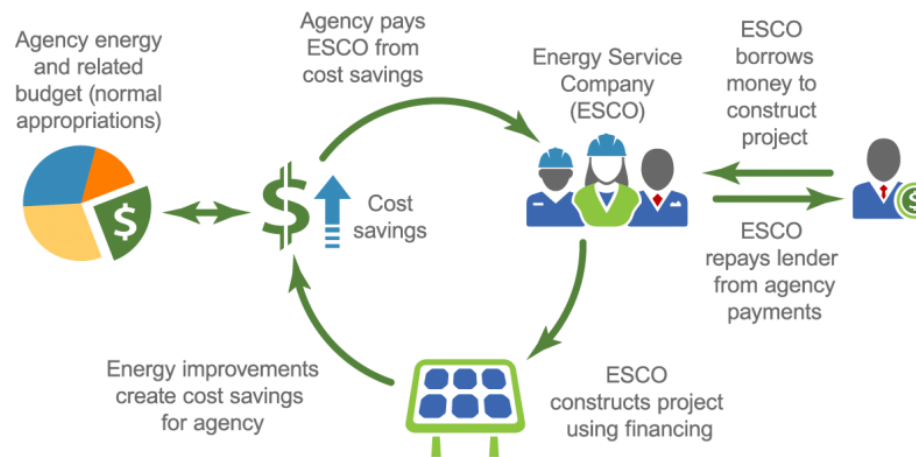 Agency energy
and related
budget (normal
appropriations)
$
Agency pays
ESCO from
cost savings
$
Cost
savings
Energy Service
Company
(ESCO)
ESCO
borrows
money to
construct
project
$
ESCO
repays lender
from agency
payments
Energy improvements
create cost savings
for agency
ESCO
constructs project
using financing